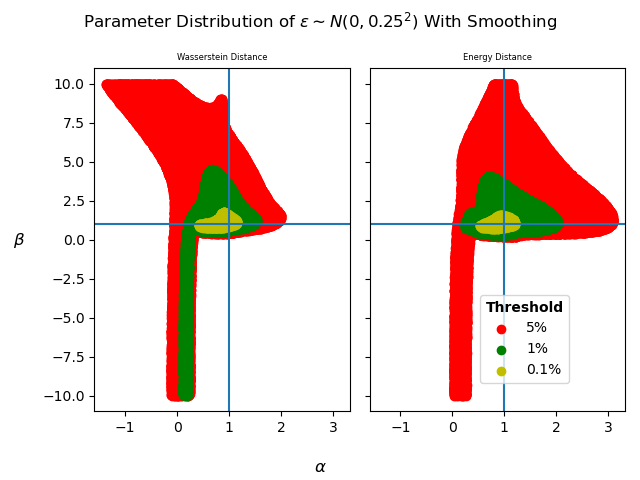 Parameter Distribution of ε ~ N(0, 0.25²) With Smoothing
Wasserstein Distance
Energy Distance
10.0
7.5
5.0
2.5
0.0
−2.5
−5.0
−7.5
−10.0
β
Threshold
5%
1%
0.1%
−1 0 1 2 3
−1 0 1 2 3
α